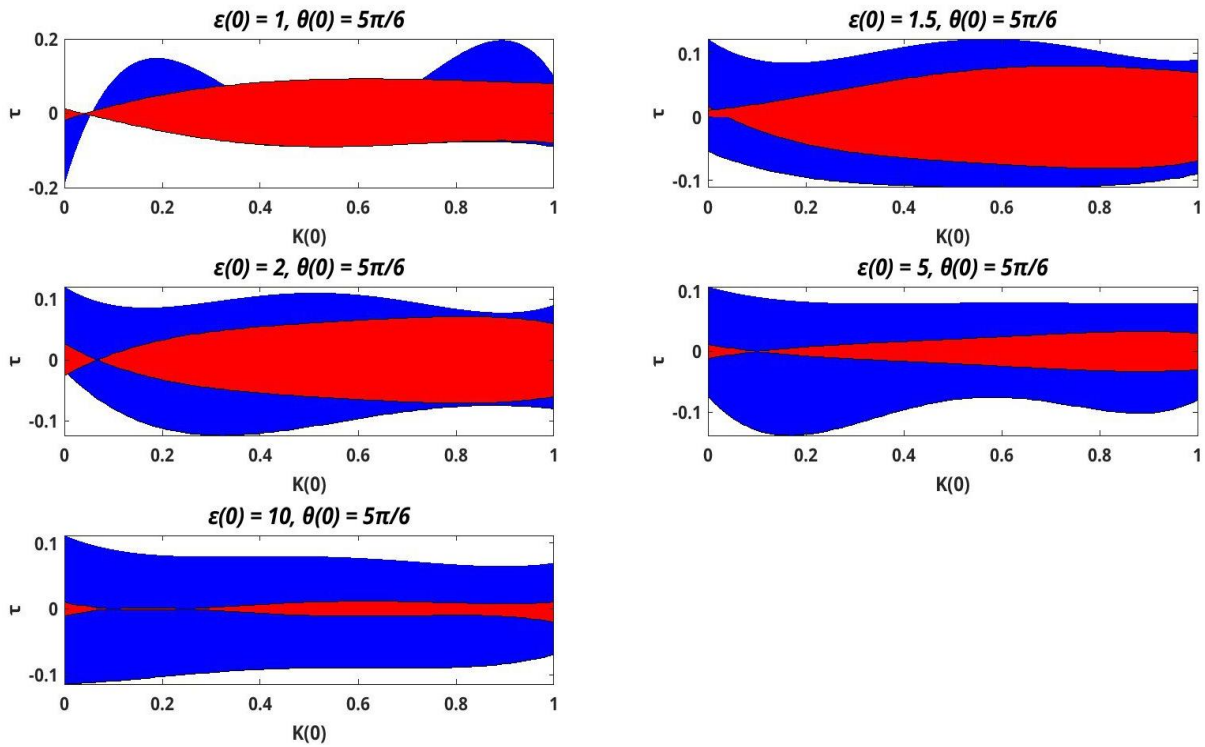 ε(0) = 1, θ(0) = 5π/6
0.2
0
-0.2
τ
0 0.2 0.4 0.6 0.8 1
K(0)
ε(0) = 1.5, θ(0) = 5π/6
0.1
0
-0.1
τ
0 0.2 0.4 0.6 0.8 1
K(0)
ε(0) = 2, θ(0) = 5π/6
0.1
0
-0.1
τ
0 0.2 0.4 0.6 0.8 1
K(0)
ε(0) = 5, θ(0) = 5π/6
0.1
0
-0.1
τ
0 0.2 0.4 0.6 0.8 1
K(0)
ε(0) = 10, θ(0) = 5π/6
0.1
0
-0.1
τ
0 0.2 0.4 0.6 0.8 1
K(0)